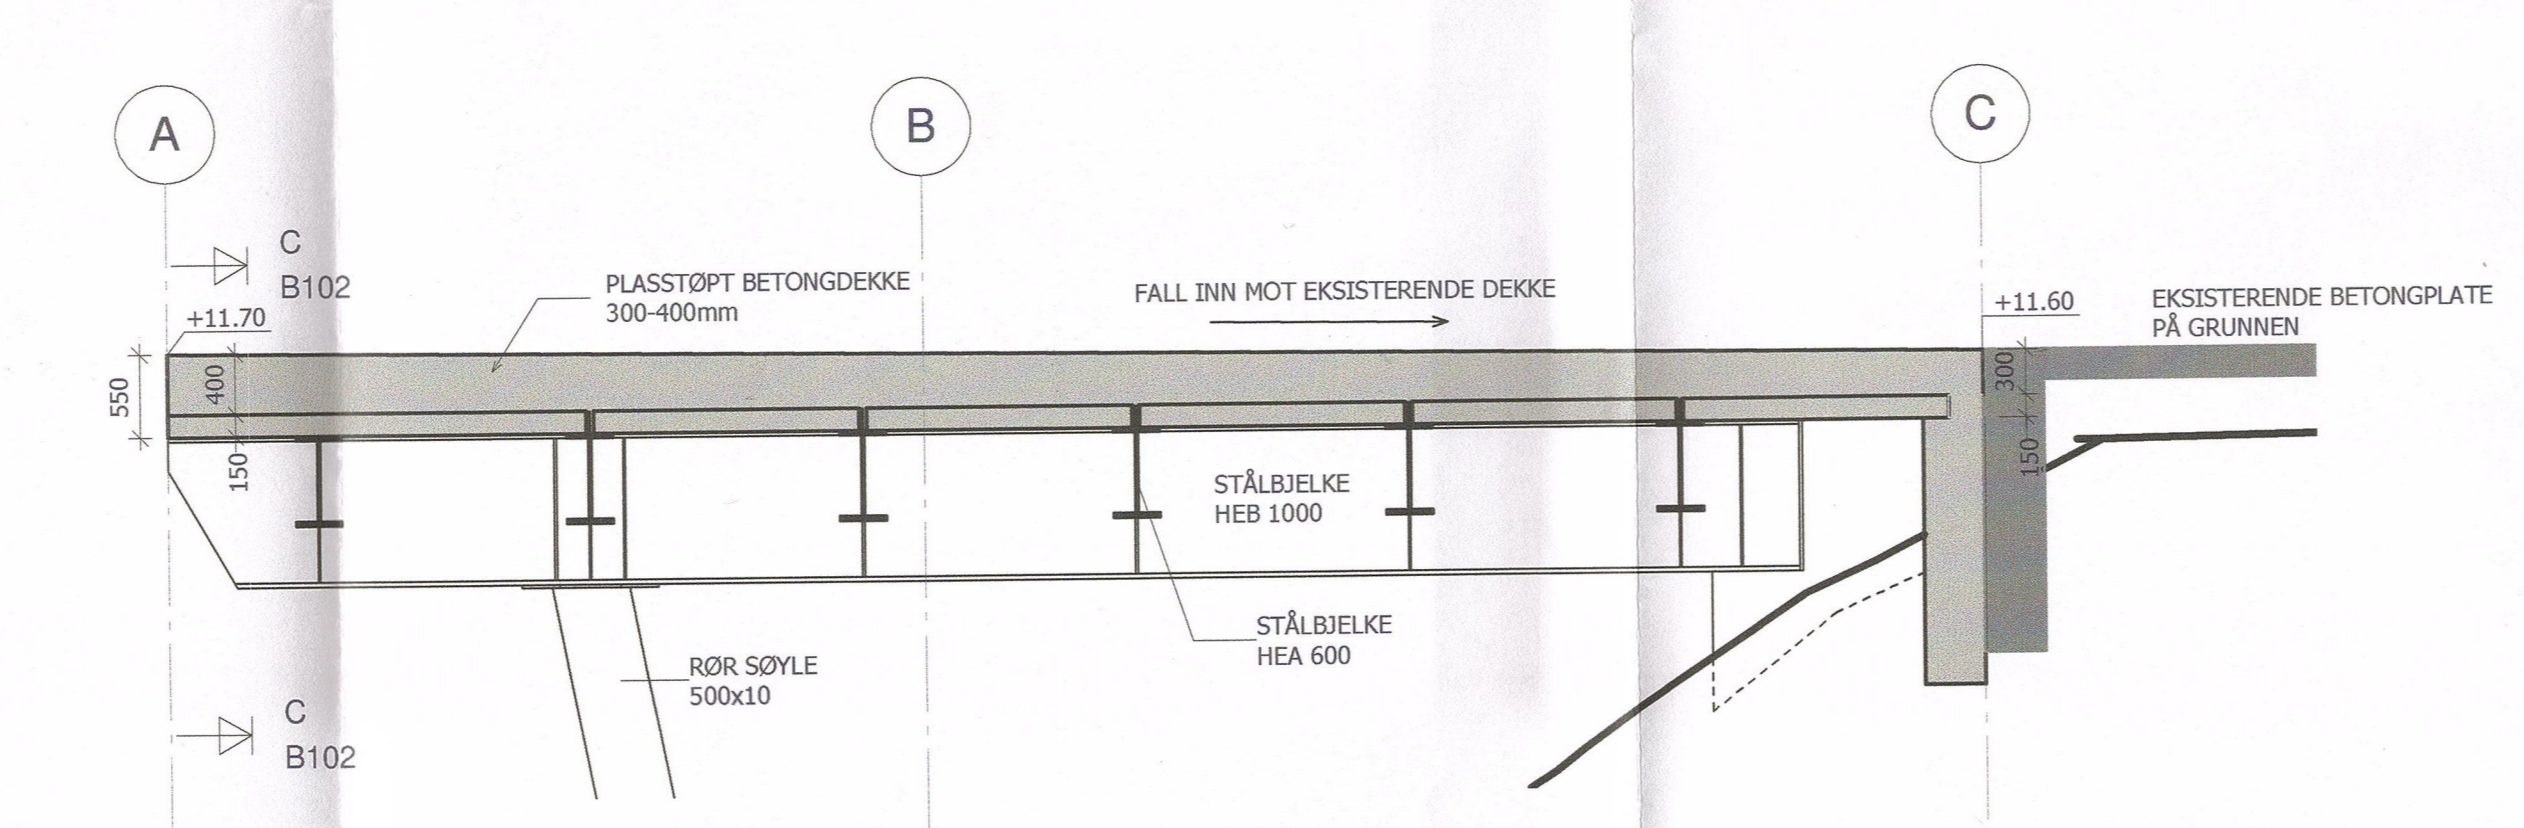 A
B
C
C
B102
PLASSTØPT BETONGDEKKE
300-400mm
FALL INN MOT EKSISTERENDE DEKKE
+11.70
+11.60
EKSISTERENDE BETONGPLATE
PÅ GRUNNEN
550
400
150
300
150
STÅLBJELKE
HEB 1000
STÅLBJELKE
HEA 600
RØR SØYLE
500x10
C
B102